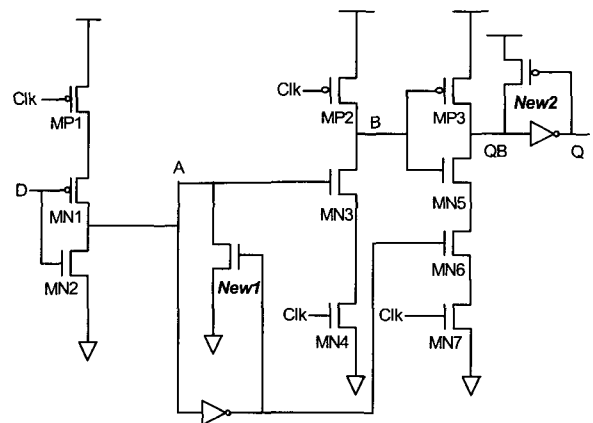 Clk
MP1
D
MN1
MN2
A
New1
Clk
MP2
B
MN3
Clk
MN4
MP3
MN5
MN6
Clk
MN7
QB
New2
Q